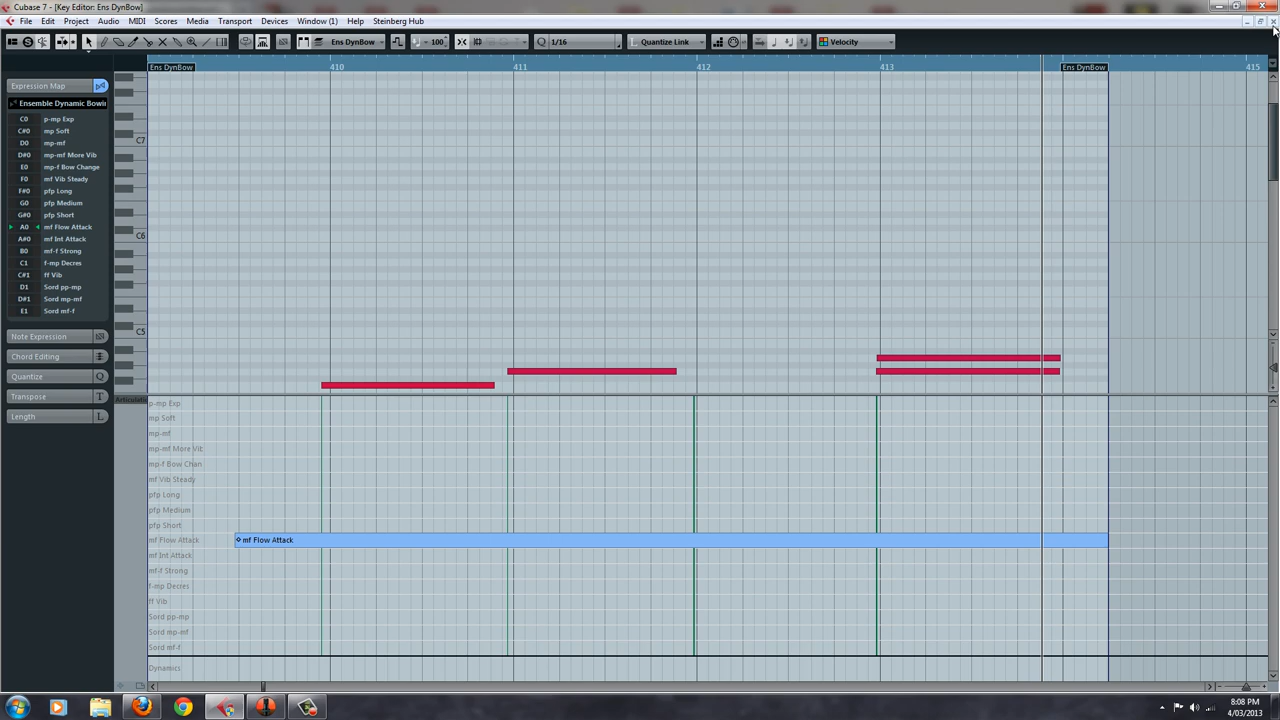 Cubase 7 - [Key Editor: Ens DynBow]
File Edit Project Audio MIDI Scores Media Transport Devices Window (1) Steinberg Hub
Ens DynBow 100 Q 1/16 Quantize Link Velocity
Ens DynBow 410 411 412 413 Ens DynBow 415
Expression Map
Ensemble Dynamic Bowin
C0 p-mp Exp
C#0 mp Soft
D0 mp-mf
D#0 mp-mf More Vib
E0 mp-f Bow Change
F0 mf Vib Steady
F#0 pfp Long
G0 pfp Medium
G#0 pfp Short
A0 mf Flow Attack
A#0 mf Int Attack
B0 mf-f Strong
C1 f-mp Decres
C#1 ff Vib
D1 Sord pp-mp
D#1 Sord mp-mf
E1 Sord mf-f
Note Expression
Chord Editing
Quantize
Transpose T
Length L
C7
C6
C5
Articulatio
p-mp Exp
mp Soft
mp-mf
mp-mf More Vit
mp-f Bow Chan
mf Vib Steady
pfp Long
pfp Medium
pfp Short
mf Flow Attack mf Flow Attack
mf Int Attack
mf-f Strong
f-mp Decres
ff Vib
Sord pp-mp
Sord mp-mf
Sord mf-f
Dynamics
8:08 PM
4/03/2013